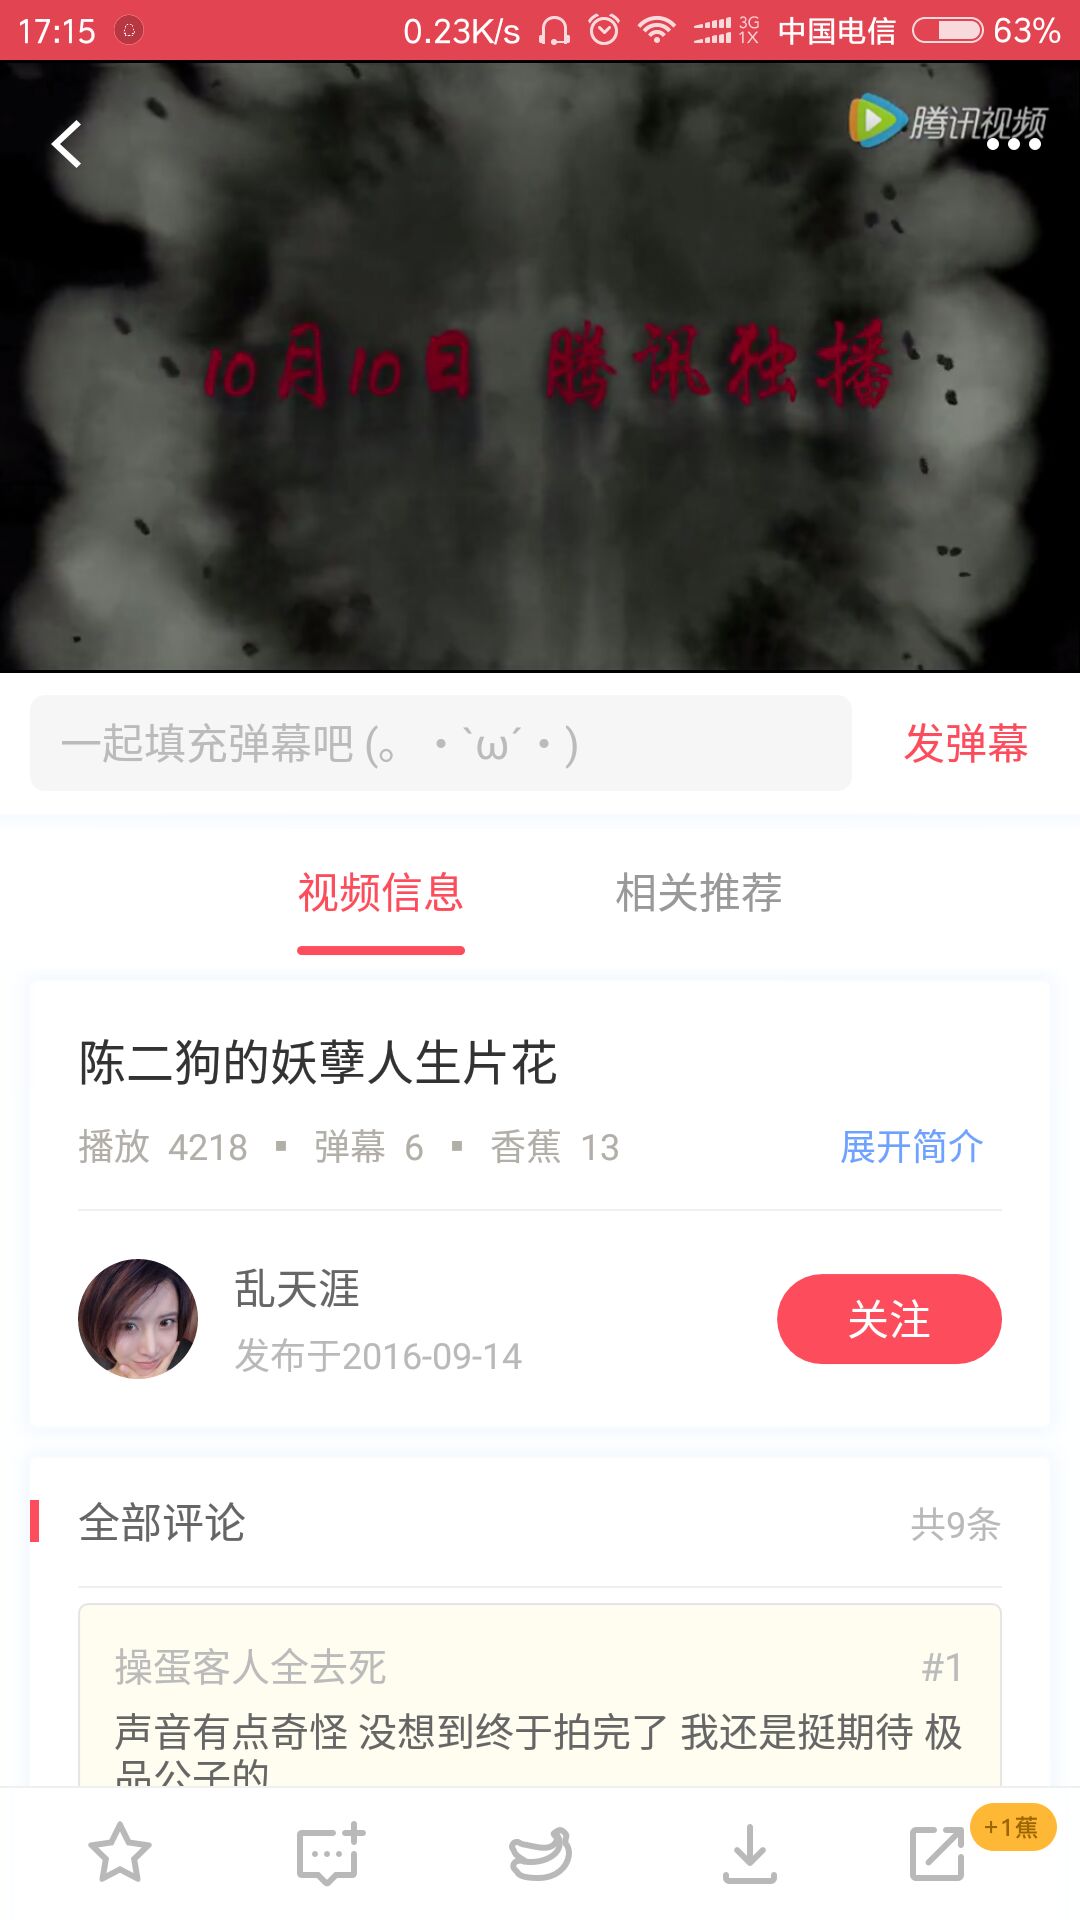 17:15 0.23K/s 3G 1X 中国电信 63%
腾讯视频
10月10日 腾讯独播
一起填充弹幕吧 (。・`ω´・)
发弹幕
视频信息 相关推荐
陈二狗的妖孽人生片花
播放 4218 ▪ 弹幕 6 ▪ 香蕉 13 展开简介
乱天涯
发布于2016-09-14
关注
全部评论 共9条
操蛋客人全去死 #1
声音有点奇怪 没想到终于拍完了 我还是挺期待 极
品公子的
+1蕉